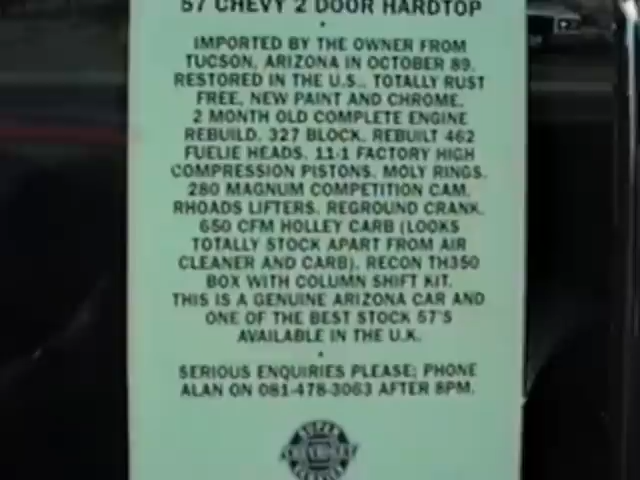 57 CHEVY 2 DOOR HARDTOP
IMPORTED BY THE OWNER FROM
TUCSON, ARIZONA IN OCTOBER 89.
RESTORED IN THE U.S.. TOTALLY RUST
FREE, NEW PAINT AND CHROME.
2 MONTH OLD COMPLETE ENGINE
REBUILD. 327 BLOCK. REBUILT 462
FUELIE HEADS. 11-1 FACTORY HIGH
COMPRESSION PISTONS. MOLY RINGS.
280 MAGNUM COMPETITION CAM.
RHOADS LIFTERS. REGROUND CRANK.
650 CFM HOLLEY CARB (LOOKS
TOTALLY STOCK APART FROM AIR
CLEANER AND CARB). RECON TH350
BOX WITH COLUMN SHIFT KIT.
THIS IS A GENUINE ARIZONA CAR AND
ONE OF THE BEST STOCK 57'S
AVAILABLE IN THE U.K.
SERIOUS ENQUIRIES PLEASE; PHONE
ALAN ON 081-478-3063 AFTER 8PM.